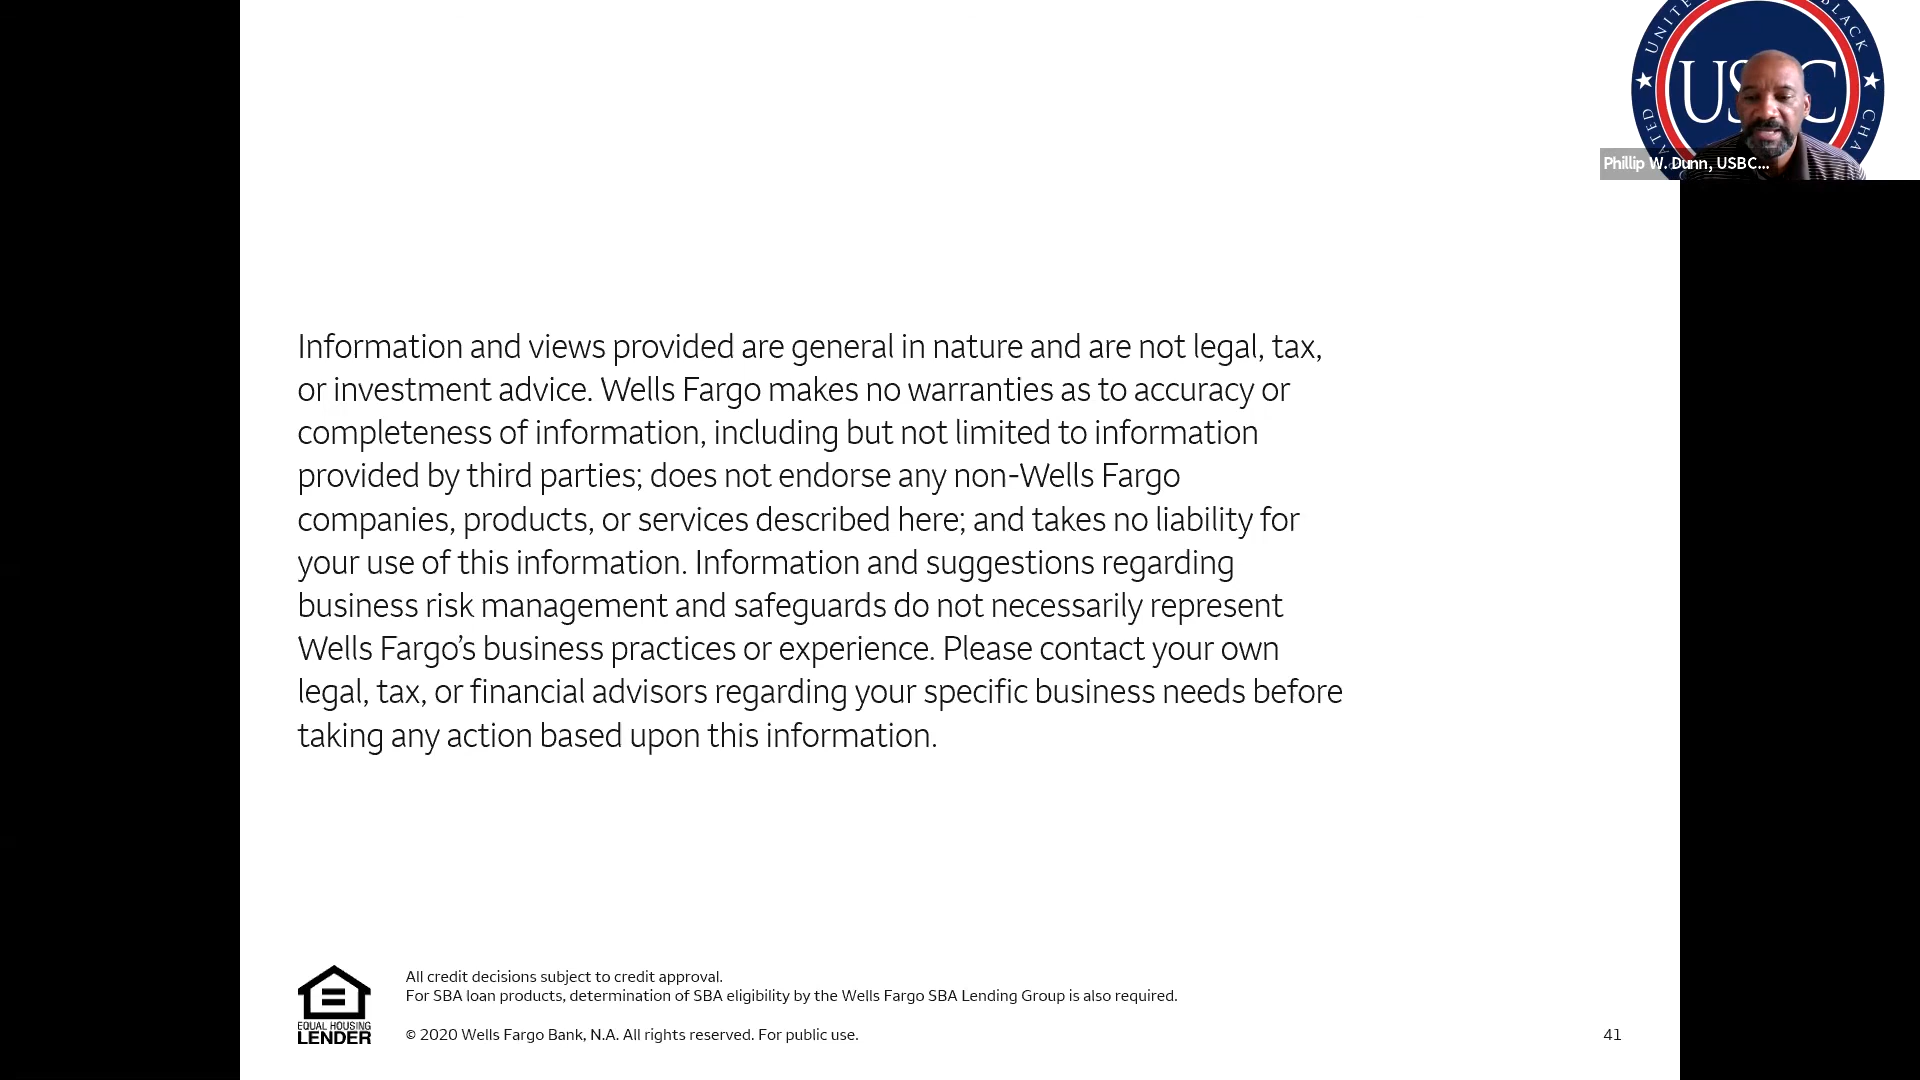 UNITE
BLACK
US C
ATED
CHA
Phillip W. Dunn, USBC...
Information and views provided are general in nature and are not legal, tax,
or investment advice. Wells Fargo makes no warranties as to accuracy or
completeness of information, including but not limited to information
provided by third parties; does not endorse any non-Wells Fargo
companies, products, or services described here; and takes no liability for
your use of this information. Information and suggestions regarding
business risk management and safeguards do not necessarily represent
Wells Fargo’s business practices or experience. Please contact your own
legal, tax, or financial advisors regarding your specific business needs before
taking any action based upon this information.
EQUAL HOUSING
LENDER
All credit decisions subject to credit approval.
For SBA loan products, determination of SBA eligibility by the Wells Fargo SBA Lending Group is also required.
© 2020 Wells Fargo Bank, N.A. All rights reserved. For public use.
41